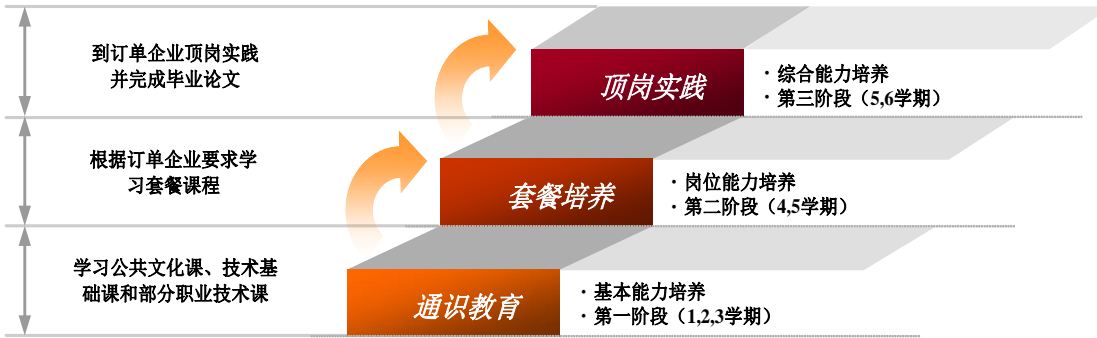 到订单企业顶岗实践
并完成毕业论文
顶岗实践
· 综合能力培养
· 第三阶段（5,6学期）
根据订单企业要求学
习套餐课程
套餐培养
· 岗位能力培养
· 第二阶段（4,5学期）
学习公共文化课、技术基
础课和部分职业技术课
通识教育
· 基本能力培养
· 第一阶段（1,2,3学期）